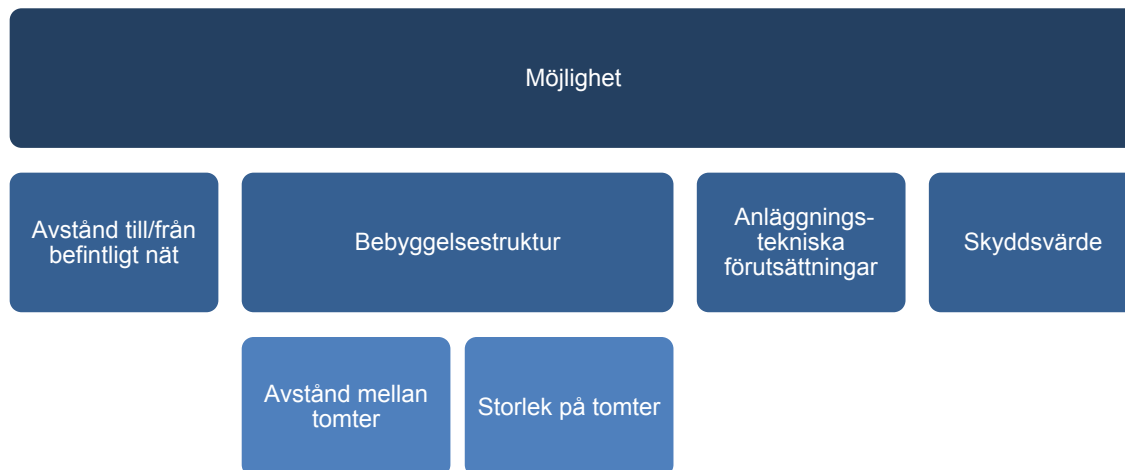 Möjlighet
Avstånd till/från
befintligt nät
Bebyggelsestruktur
Anläggnings-
tekniska
förutsättningar
Skyddsvärde
Avstånd mellan
tomter
Storlek på tomter